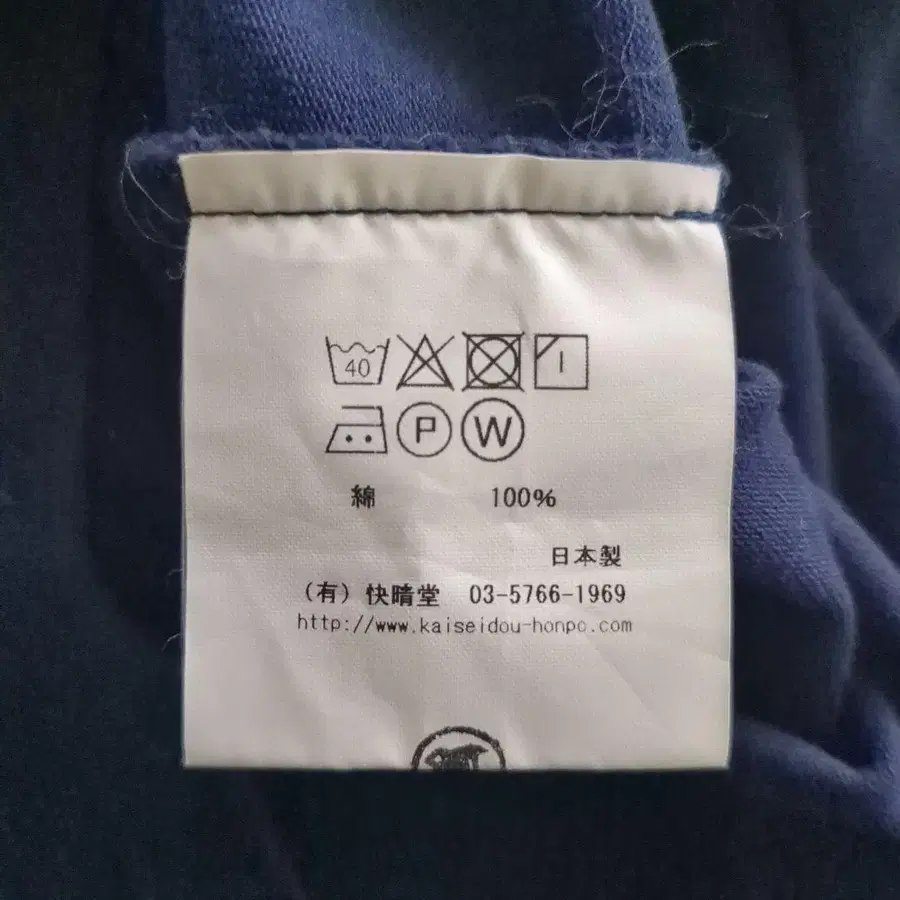 40
P W
綿 100%
日本製
(有) 快晴堂 03-5766-1969
http://www.kaiseidou-honpo.com